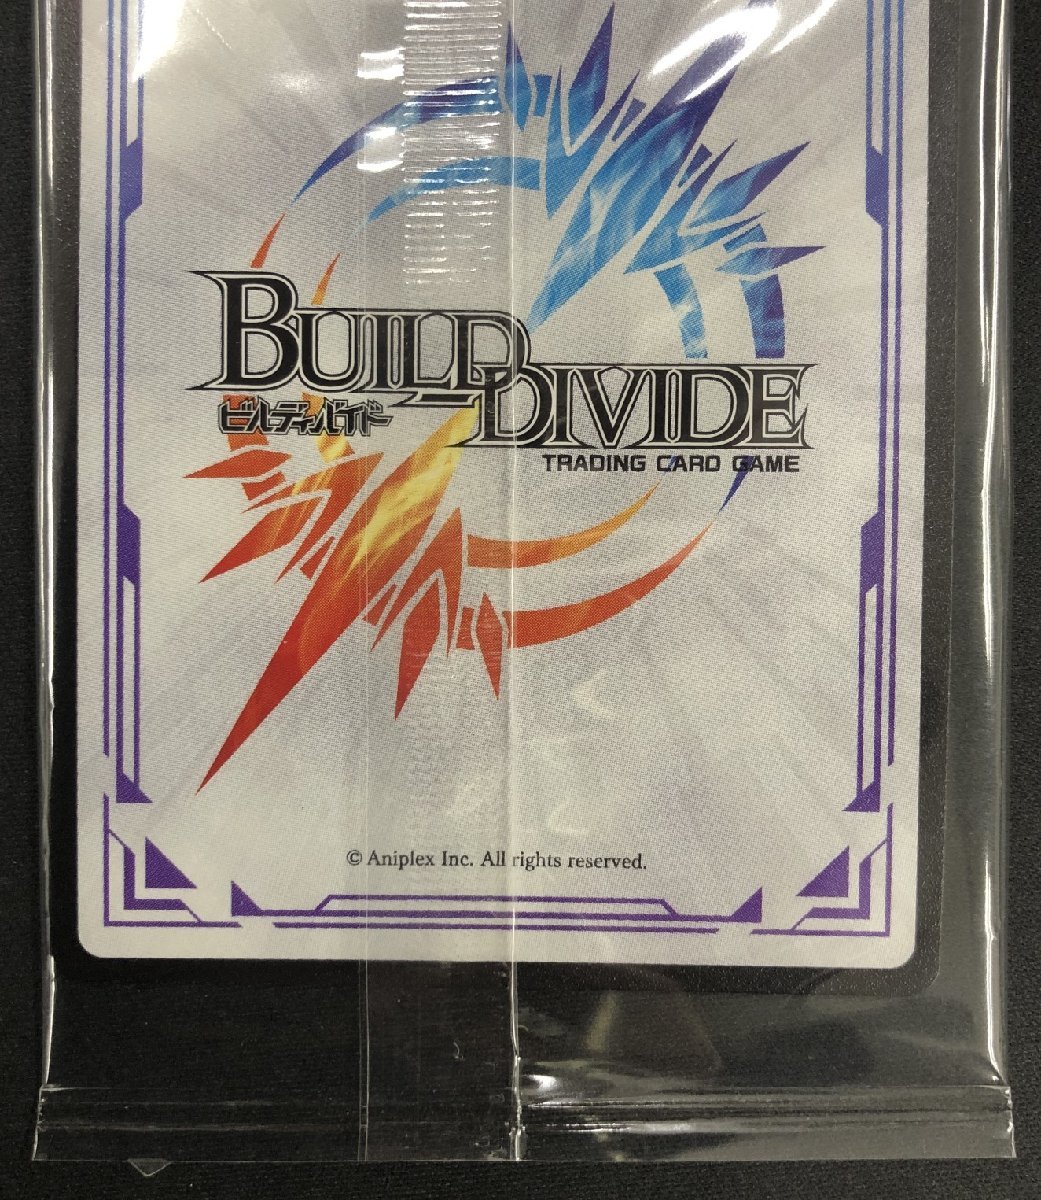 BUILD DIVIDE
ビルディバイド
TRADING CARD GAME
© Aniplex Inc. All rights reserved.